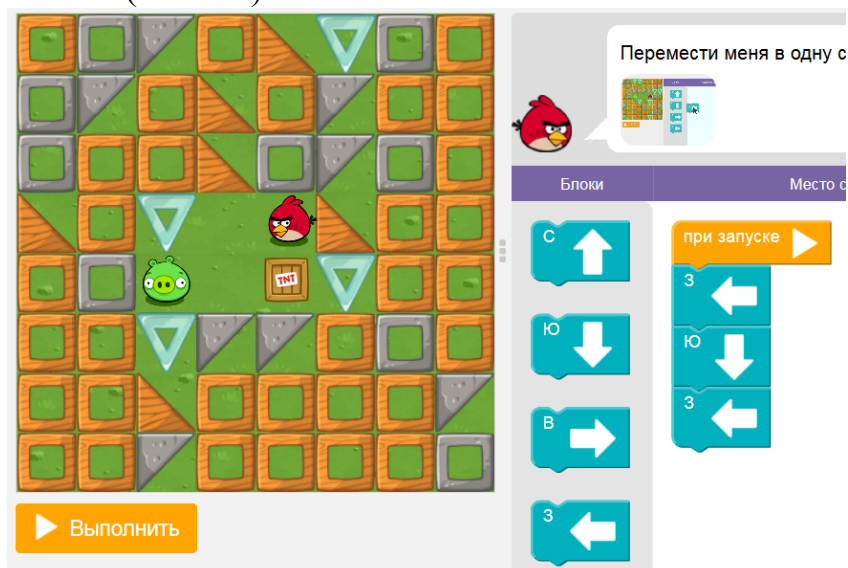 Перемести меня в одну с
Блоки
Место с
С
Ю
В
З
при запуске
З
Ю
З
TNT
Выполнить